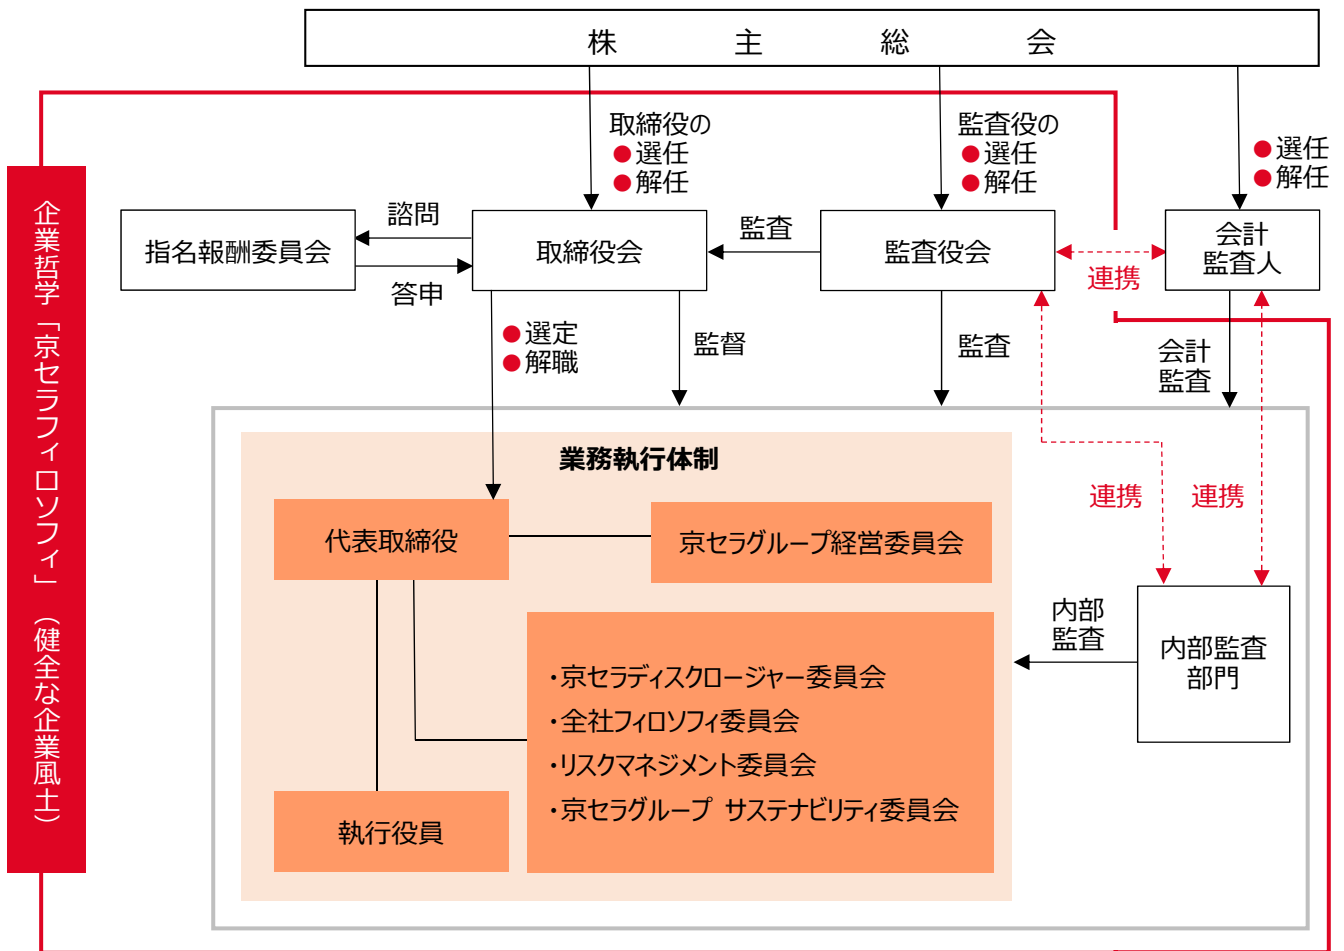 株主総会
取締役の
●選任
●解任
監査役の
●選任
●解任
●選任
●解任
企業哲学「京セラフィロソフィ」（健全な企業風土）
指名報酬委員会
諮問
答申
取締役会
監査
監査役会
連携
会計
監査人
●選定
●解職
監督
監査
会計
監査
業務執行体制
代表取締役
京セラグループ経営委員会
連携
連携
・京セラディスクロージャー委員会
・全社フィロソフィ委員会
・リスクマネジメント委員会
・京セラグループ サステナビリティ委員会
執行役員
内部
監査
内部監査
部門